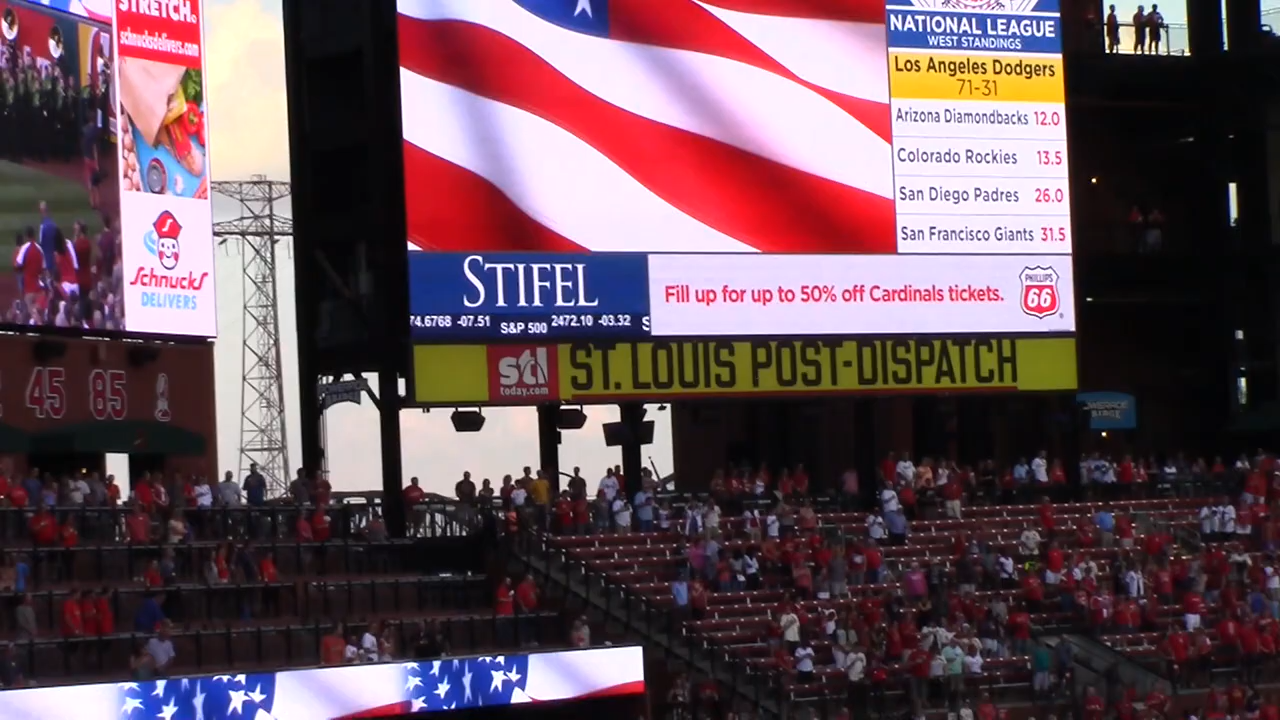 STRETCH.
schnucksdelivers.com
Schnucks
DELIVERS
NATIONAL LEAGUE
WEST STANDINGS
Los Angeles Dodgers
71-31
Arizona Diamondbacks 12.0
Colorado Rockies 13.5
San Diego Padres 26.0
San Francisco Giants 31.5
STIFEL
74.6768 -07.51 S&P 500 2472.10 -03.32 S
Fill up for up to 50% off Cardinals tickets.
PHILLIPS
66
stl
today.com
ST. LOUIS POST-DISPATCH
45 85